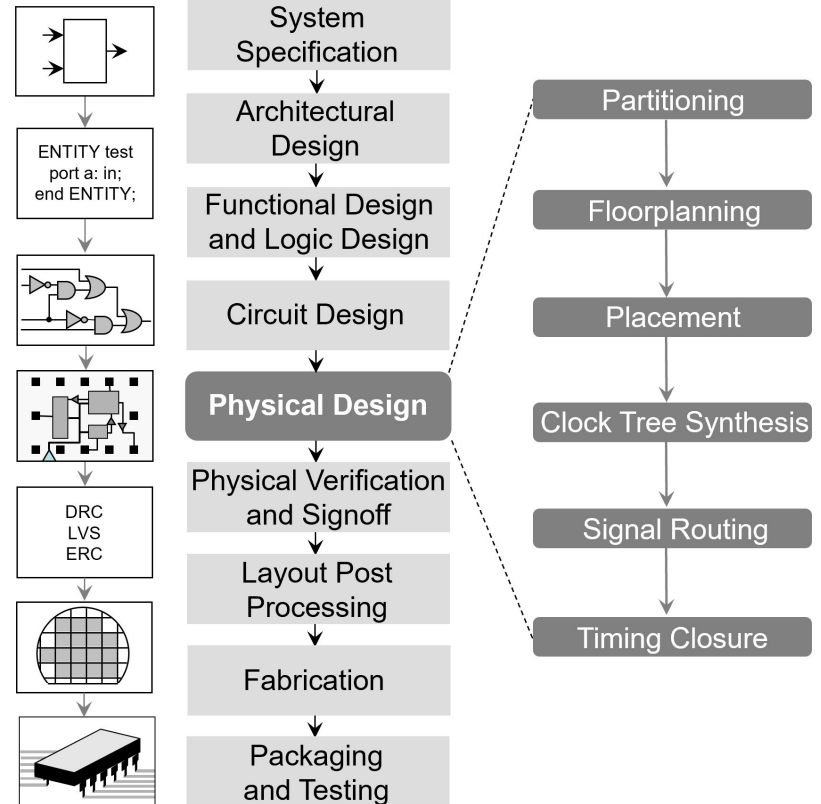 ENTITY test
port a: in;
end ENTITY;
DRC
LVS
ERC
System
Specification
Architectural
Design
Functional Design
and Logic Design
Circuit Design
Physical Design
Physical Verification
and Signoff
Layout Post
Processing
Fabrication
Packaging
and Testing
Partitioning
Floorplanning
Placement
Clock Tree Synthesis
Signal Routing
Timing Closure